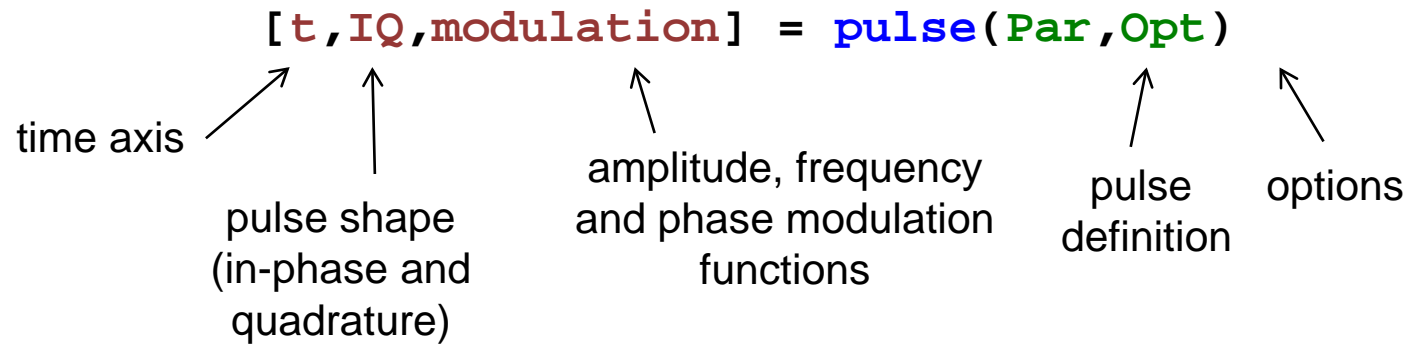 [t,IQ,modulation] = pulse(Par,Opt)
time axis
pulse shape
(in-phase and
quadrature)
amplitude, frequency
and phase modulation
functions
pulse
definition
options